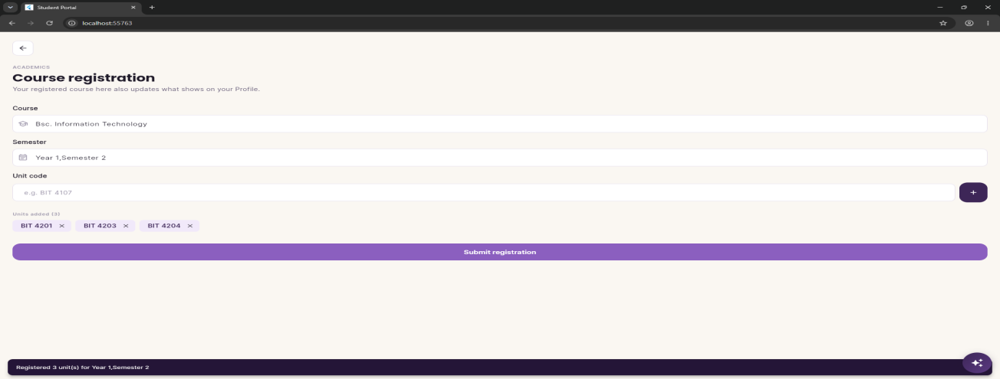 Student Portal
localhost:55763
ACADEMICS
Course registration
Your registered course here also updates what shows on your Profile.
Course
Bsc. Information Technology
Semester
Year 1,Semester 2
Unit code
e.g. BIT 4107
Units added (3)
BIT 4201 BIT 4203 BIT 4204
Submit registration
Registered 3 unit(s) for Year 1,Semester 2